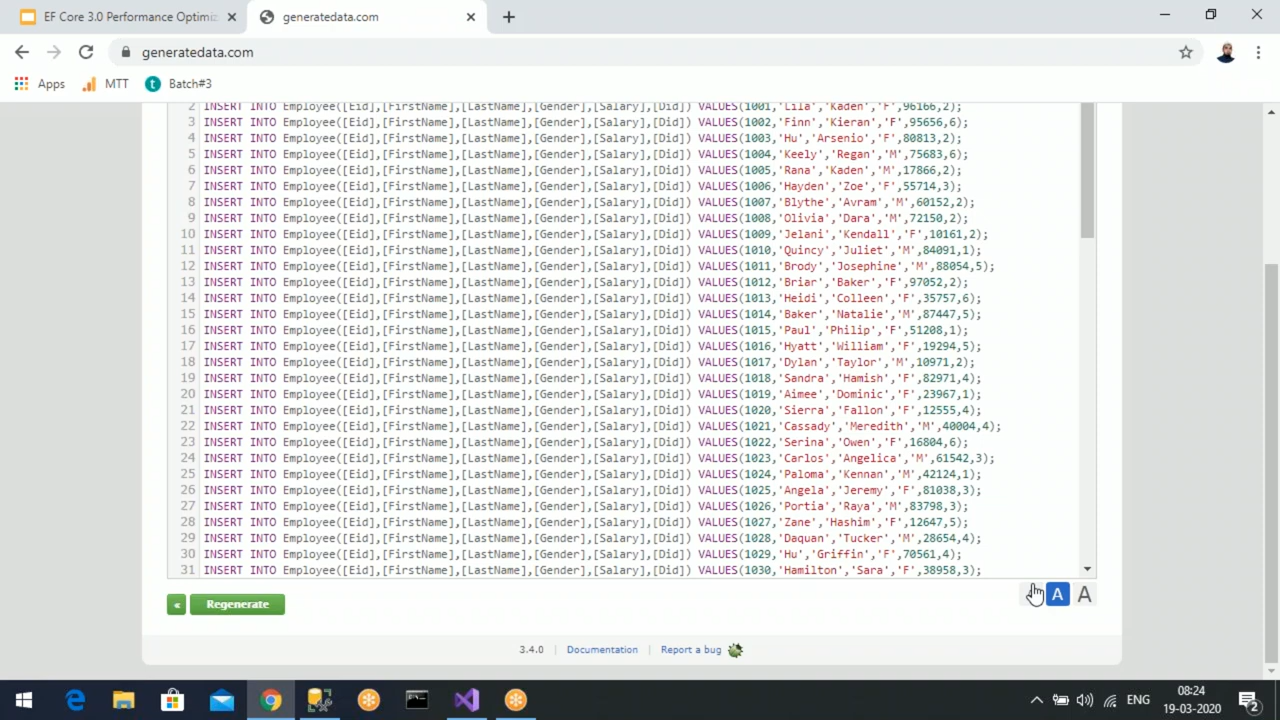 EF Core 3.0 Performance Optimiz
generatedata.com
generatedata.com
Apps MTT Batch#3
2 INSERT INTO Employee([Eid],[FirstName],[LastName],[Gender],[Salary],[Did]) VALUES(1001,'Lila','Kaden','F',96166,2);
3 INSERT INTO Employee([Eid],[FirstName],[LastName],[Gender],[Salary],[Did]) VALUES(1002,'Finn','Kieran','F',95656,6);
4 INSERT INTO Employee([Eid],[FirstName],[LastName],[Gender],[Salary],[Did]) VALUES(1003,'Hu','Arsenio','F',80813,2);
5 INSERT INTO Employee([Eid],[FirstName],[LastName],[Gender],[Salary],[Did]) VALUES(1004,'Keely','Regan','M',75683,6);
6 INSERT INTO Employee([Eid],[FirstName],[LastName],[Gender],[Salary],[Did]) VALUES(1005,'Rana','Kaden','M',17866,2);
7 INSERT INTO Employee([Eid],[FirstName],[LastName],[Gender],[Salary],[Did]) VALUES(1006,'Hayden','Zoe','F',55714,3);
8 INSERT INTO Employee([Eid],[FirstName],[LastName],[Gender],[Salary],[Did]) VALUES(1007,'Blythe','Avram','M',60152,2);
9 INSERT INTO Employee([Eid],[FirstName],[LastName],[Gender],[Salary],[Did]) VALUES(1008,'Olivia','Dara','M',72150,2);
10 INSERT INTO Employee([Eid],[FirstName],[LastName],[Gender],[Salary],[Did]) VALUES(1009,'Jelani','Kendall','F',10161,2);
11 INSERT INTO Employee([Eid],[FirstName],[LastName],[Gender],[Salary],[Did]) VALUES(1010,'Quincy','Juliet','M',84091,1);
12 INSERT INTO Employee([Eid],[FirstName],[LastName],[Gender],[Salary],[Did]) VALUES(1011,'Brody','Josephine','M',88054,5);
13 INSERT INTO Employee([Eid],[FirstName],[LastName],[Gender],[Salary],[Did]) VALUES(1012,'Briar','Baker','F',97052,2);
14 INSERT INTO Employee([Eid],[FirstName],[LastName],[Gender],[Salary],[Did]) VALUES(1013,'Heidi','Colleen','F',35757,6);
15 INSERT INTO Employee([Eid],[FirstName],[LastName],[Gender],[Salary],[Did]) VALUES(1014,'Baker','Natalie','M',87447,5);
16 INSERT INTO Employee([Eid],[FirstName],[LastName],[Gender],[Salary],[Did]) VALUES(1015,'Paul','Philip','F',51208,1);
17 INSERT INTO Employee([Eid],[FirstName],[LastName],[Gender],[Salary],[Did]) VALUES(1016,'Hyatt','William','F',19294,5);
18 INSERT INTO Employee([Eid],[FirstName],[LastName],[Gender],[Salary],[Did]) VALUES(1017,'Dylan','Taylor','M',10971,2);
19 INSERT INTO Employee([Eid],[FirstName],[LastName],[Gender],[Salary],[Did]) VALUES(1018,'Sandra','Hamish','F',82971,4);
20 INSERT INTO Employee([Eid],[FirstName],[LastName],[Gender],[Salary],[Did]) VALUES(1019,'Aimee','Dominic','F',23967,1);
21 INSERT INTO Employee([Eid],[FirstName],[LastName],[Gender],[Salary],[Did]) VALUES(1020,'Sierra','Fallon','F',12555,4);
22 INSERT INTO Employee([Eid],[FirstName],[LastName],[Gender],[Salary],[Did]) VALUES(1021,'Cassady','Meredith','M',40004,4);
23 INSERT INTO Employee([Eid],[FirstName],[LastName],[Gender],[Salary],[Did]) VALUES(1022,'Serina','Owen','F',16804,6);
24 INSERT INTO Employee([Eid],[FirstName],[LastName],[Gender],[Salary],[Did]) VALUES(1023,'Carlos','Angelica','M',61542,3);
25 INSERT INTO Employee([Eid],[FirstName],[LastName],[Gender],[Salary],[Did]) VALUES(1024,'Paloma','Kennan','M',42124,1);
26 INSERT INTO Employee([Eid],[FirstName],[LastName],[Gender],[Salary],[Did]) VALUES(1025,'Angela','Jeremy','F',81038,3);
27 INSERT INTO Employee([Eid],[FirstName],[LastName],[Gender],[Salary],[Did]) VALUES(1026,'Portia','Raya','M',83798,3);
28 INSERT INTO Employee([Eid],[FirstName],[LastName],[Gender],[Salary],[Did]) VALUES(1027,'Zane','Hashim','F',12647,5);
29 INSERT INTO Employee([Eid],[FirstName],[LastName],[Gender],[Salary],[Did]) VALUES(1028,'Daquan','Tucker','M',28654,4);
30 INSERT INTO Employee([Eid],[FirstName],[LastName],[Gender],[Salary],[Did]) VALUES(1029,'Hu','Griffin','F',70561,4);
31 INSERT INTO Employee([Eid],[FirstName],[LastName],[Gender],[Salary],[Did]) VALUES(1030,'Hamilton','Sara','F',38958,3);
« Regenerate A A
3.4.0 | Documentation | Report a bug
ENG 08:24
19-03-2020 2